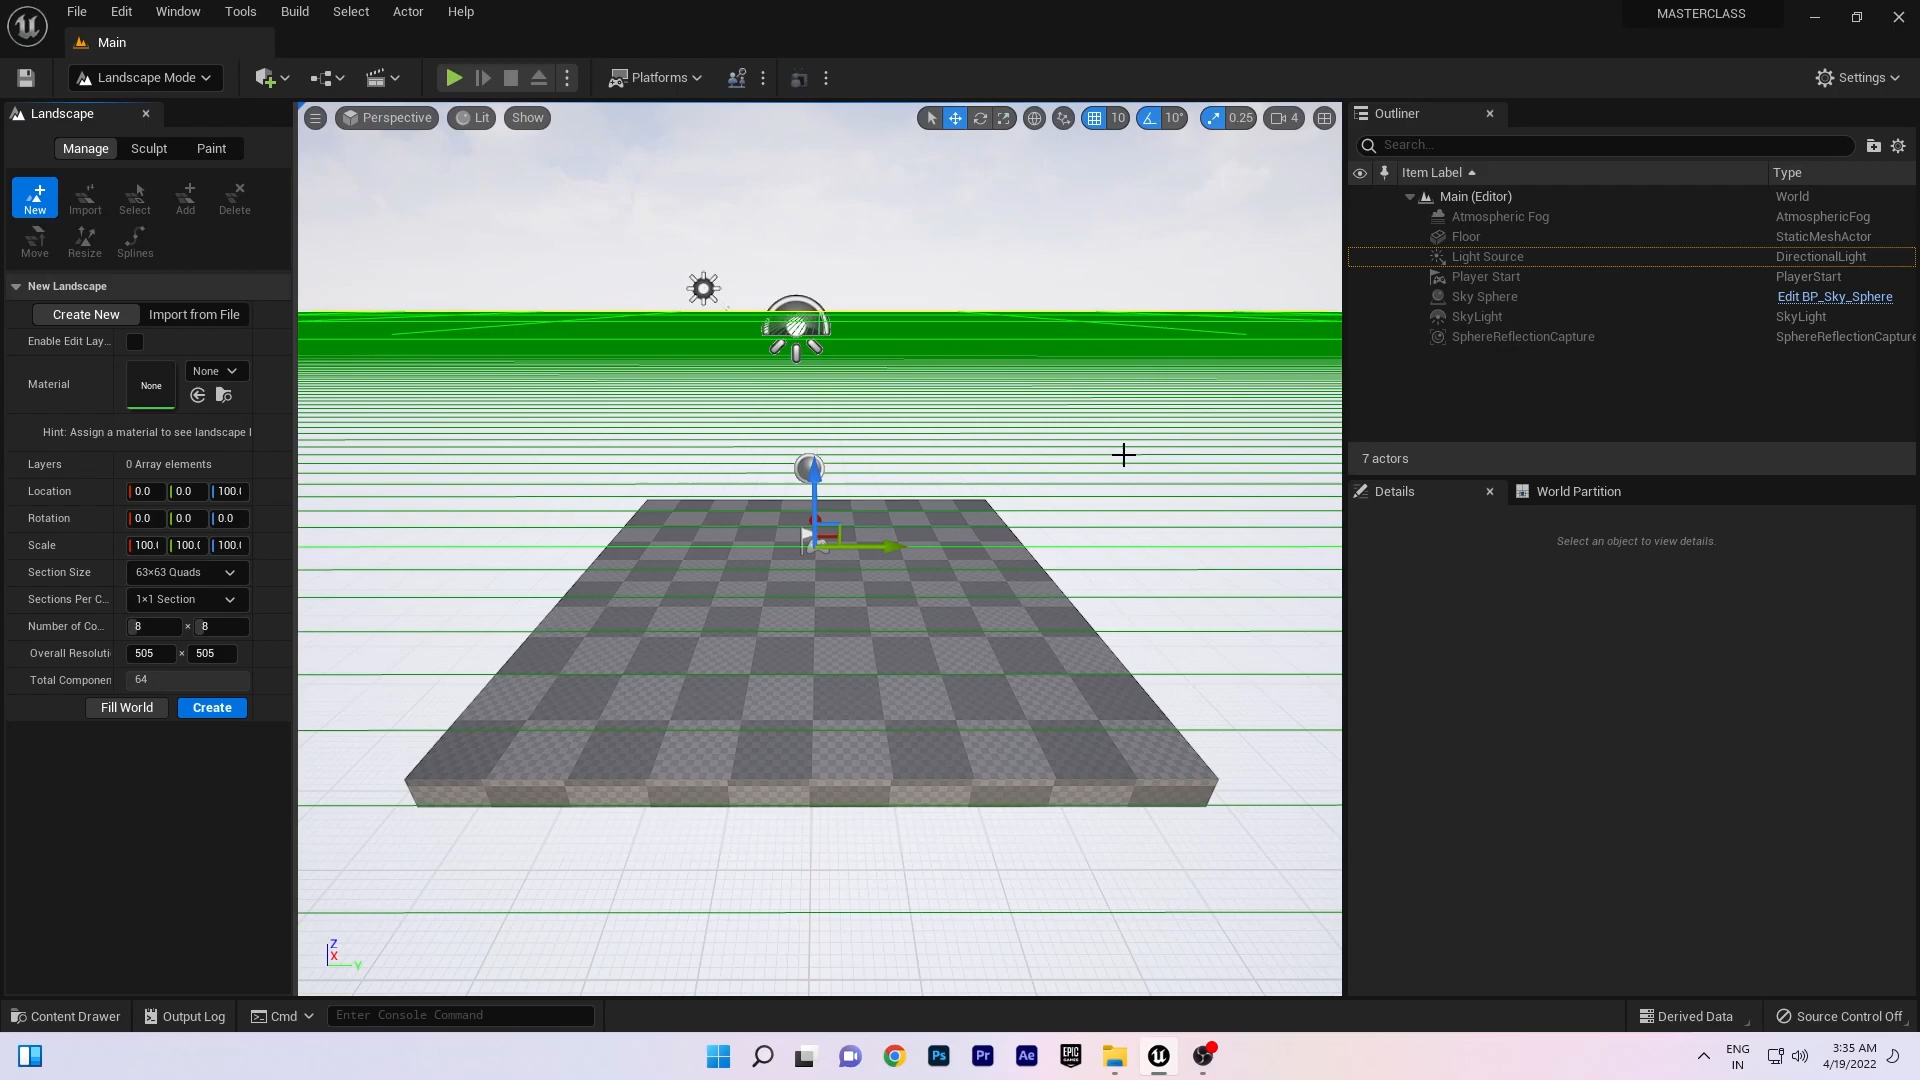 File Edit Window Tools Build Select Actor Help
MASTERCLASS
Main
Landscape Mode
Platforms
Settings
Landscape
Manage Sculpt Paint
New Import Select Add Delete
Move Resize Splines
New Landscape
Create New Import from File
Enable Edit Lay...
Material
None
None
Hint: Assign a material to see landscape l
Layers 0 Array elements
Location 0.0 0.0 100.(
Rotation 0.0 0.0 0.0
Scale 100.( 100.( 100.(
Section Size 63×63 Quads
Sections Per C... 1×1 Section
Number of Co... 8 × 8
Overall Resoluti 505 × 505
Total Componen 64
Fill World Create
Perspective Lit Show
10 10° 0.25 4
Z
X
Y
Outliner
Search...
Item Label Type
Main (Editor) World
Atmospheric Fog AtmosphericFog
Floor StaticMeshActor
Light Source DirectionalLight
Player Start PlayerStart
Sky Sphere Edit BP_Sky_Sphere
SkyLight SkyLight
SphereReflectionCapture SphereReflectionCapture
7 actors
Details World Partition
Select an object to view details.
Content Drawer Output Log Cmd Enter Console Command
Derived Data Source Control Off
Ps Pr Ae EPIC GAMES
ENG
IN
3:35 AM
4/19/2022